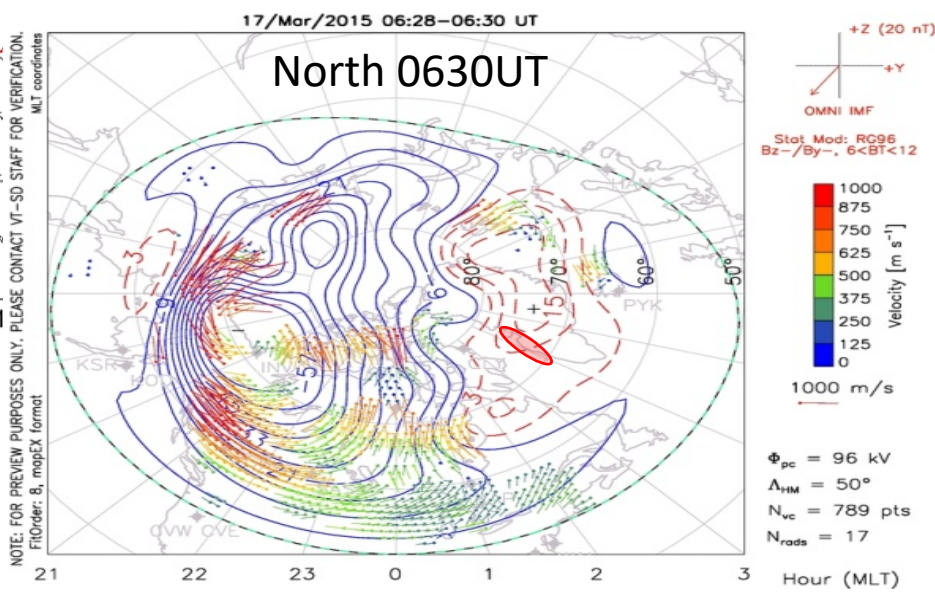 17/Mar/2015 06:28-06:30 UT
North 0630UT
NOTE: FOR PREVIEW PURPOSES ONLY. PLEASE CONTACT VT-SD STAFF FOR VERIFICATION.
FitOrder: 8, mapEX format
MLT coordinates
+Z (20 nT)
+Y
OMNI IMF
Stat Mod: RG96
Bz-/By-, 6<BT<12
1000
875
750
625
500
375
250
125
0
Velocity [m s⁻¹]
1000 m/s
Φpc = 96 kV
ΛHM = 50°
Nvc = 789 pts
Nrads = 17
Hour (MLT)
80°
70°
60°
50°
HAN
PYK
KSR
KOD
INV
CVW CVE
-3
-9
-6
+
15
3
-
21 22 23 0 1 2 3